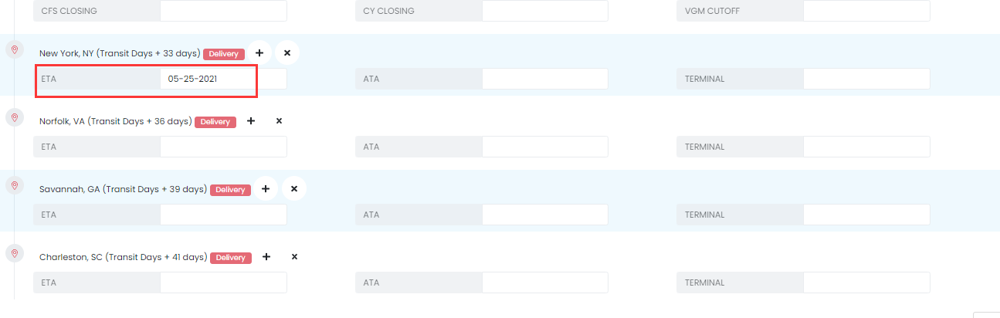 CFS CLOSING CY CLOSING VGM CUTOFF
New York, NY (Transit Days + 33 days) Delivery + ×
ETA 05-25-2021 ATA TERMINAL
Norfolk, VA (Transit Days + 36 days) Delivery + ×
ETA ATA TERMINAL
Savannah, GA (Transit Days + 39 days) Delivery + ×
ETA ATA TERMINAL
Charleston, SC (Transit Days + 41 days) Delivery + ×
ETA ATA TERMINAL